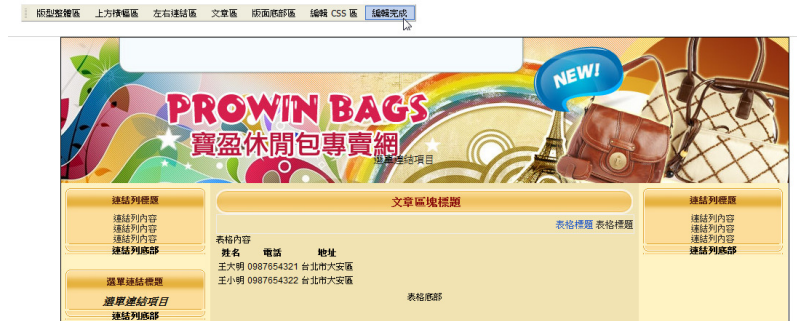 版型整體區 上方橫幅區 左右連結區 文章區 版面底部區 編輯 CSS 區 編輯完成
NEW!
PROWIN BAGS
寶盈休閒包專賣網
選單連結項目
連結列標題
連結列內容
連結列內容
連結列內容
連結列底部
選單連結標題
選單連結項目
連結列底部
文章區塊標題
表格標題 表格標題
表格內容
姓名 電話 地址
王大明 0987654321 台北市大安區
王小明 0987654322 台北市大安區
表格底部
連結列標題
連結列內容
連結列內容
連結列內容
連結列底部